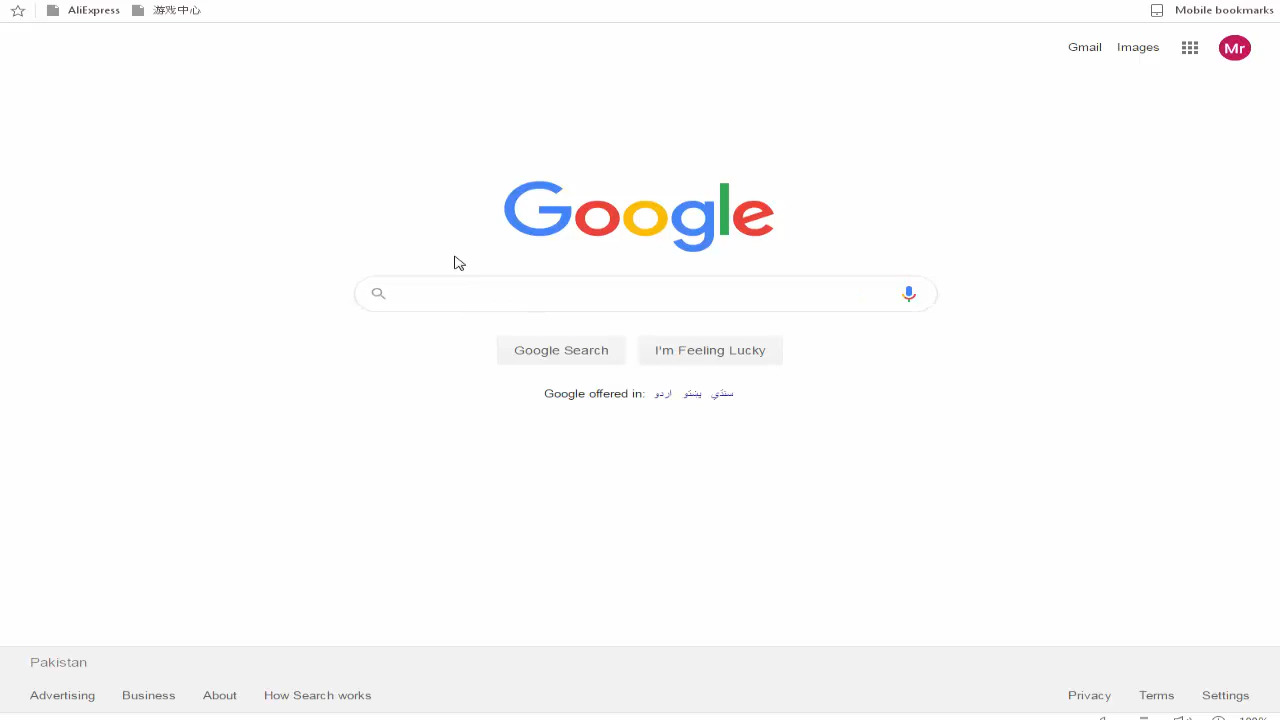 AliExpress 游戏中心 Mobile bookmarks
Gmail Images Mr
Google
Google Search I'm Feeling Lucky
Google offered in: اردو پښتو سنڌي
Pakistan
Advertising Business About How Search works Privacy Terms Settings